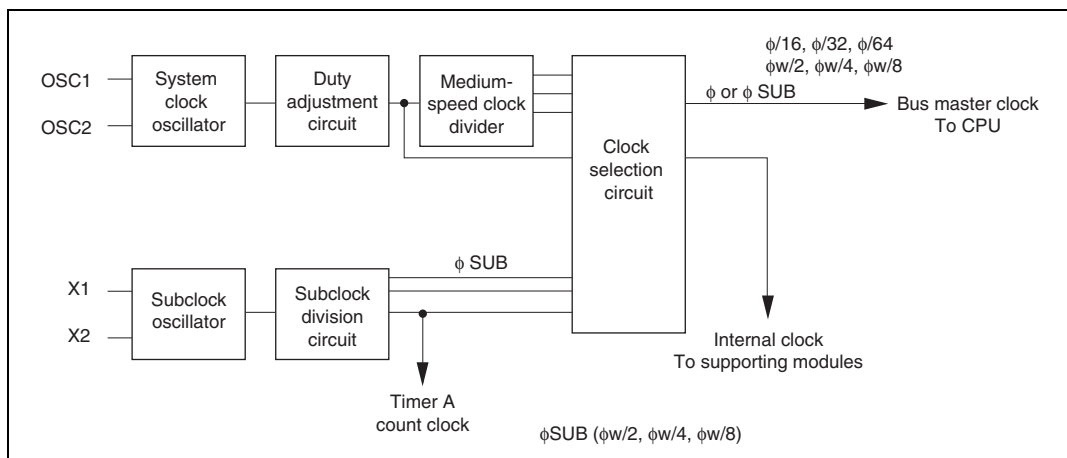 OSC1
OSC2
System
clock
oscillator
Duty
adjustment
circuit
Medium-
speed clock
divider
Clock
selection
circuit
ϕ/16, ϕ/32, ϕ/64
ϕw/2, ϕw/4, ϕw/8
ϕ or ϕ SUB
Bus master clock
To CPU
X1
X2
Subclock
oscillator
Subclock
division
circuit
ϕ SUB
Timer A
count clock
Internal clock
To supporting modules
ϕSUB (ϕw/2, ϕw/4, ϕw/8)